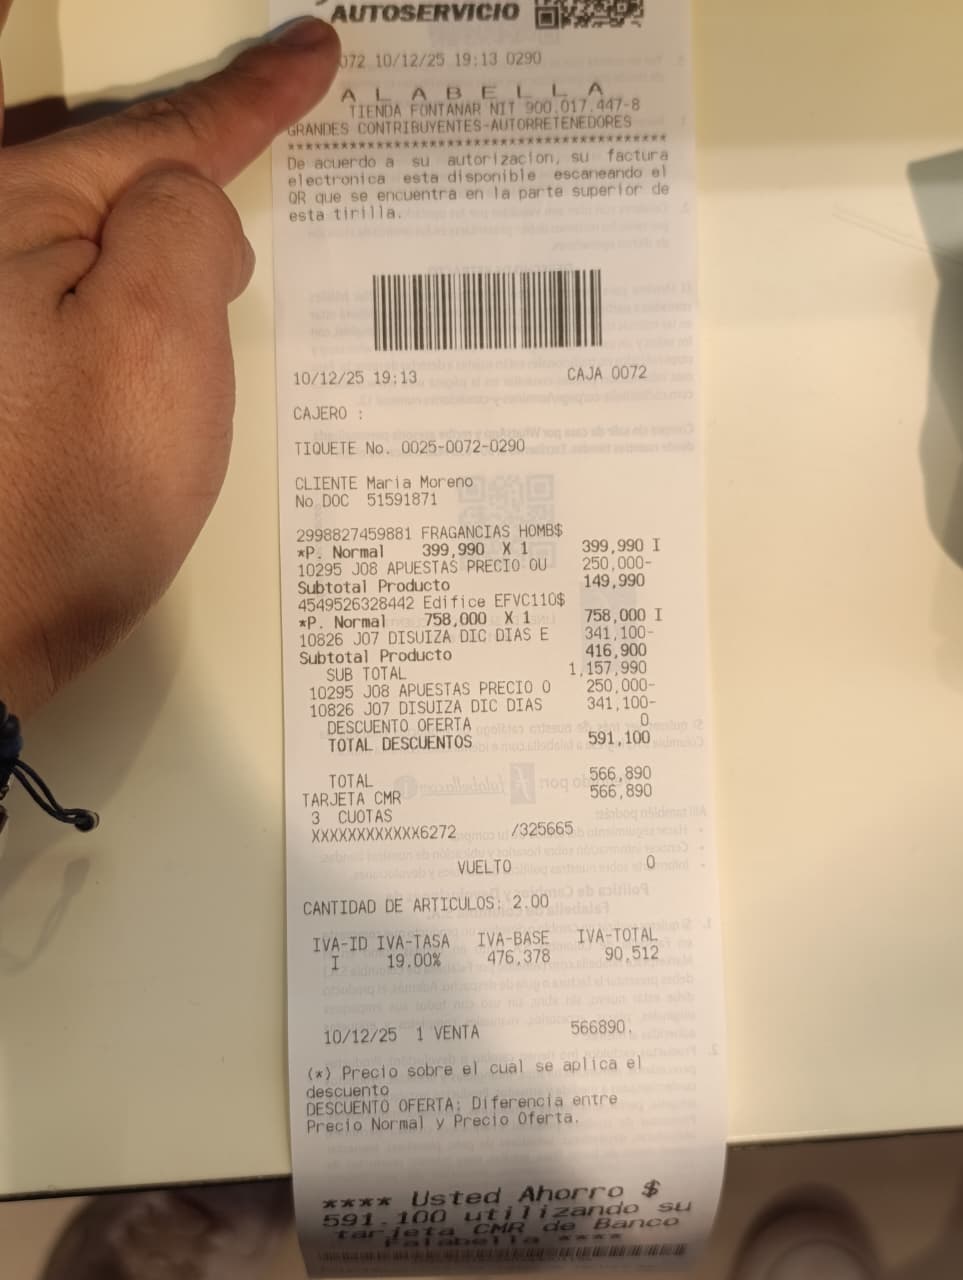 AUTOSERVICIO
072 10/12/25 19:13 0290
A L A B E L L A
TIENDA FONTANAR NIT 900.017.447-8
GRANDES CONTRIBUYENTES-AUTORRETENEDORES
******************************************
De acuerdo a su autorizacion, su factura
electronica esta disponible escaneando el
QR que se encuentra en la parte superior de
esta tirilla.
10/12/25 19:13 CAJA 0072
CAJERO :
TIQUETE No. 0025-0072-0290
CLIENTE Maria Moreno
No DOC 51591871
2998827459881 FRAGANCIAS HOMB$
*P. Normal 399,990 X 1 399,990 I
10295 J08 APUESTAS PRECIO OU 250,000-
Subtotal Producto 149,990
4549526328442 Edifice EFVC110$
*P. Normal 758,000 X 1 758,000 I
10826 J07 DISUIZA DIC DIAS E 341,100-
Subtotal Producto 416,900
SUB TOTAL 1,157,990
10295 J08 APUESTAS PRECIO O 250,000-
10826 J07 DISUIZA DIC DIAS 341,100-
DESCUENTO OFERTA 0
TOTAL DESCUENTOS 591,100
TOTAL 566,890
TARJETA CMR 566,890
3 CUOTAS
XXXXXXXXXXXX6272 /325665
VUELTO 0
CANTIDAD DE ARTICULOS: 2.00
IVA-ID IVA-TASA IVA-BASE IVA-TOTAL
I 19.00% 476,378 90,512
10/12/25 1 VENTA 566890.
(*) Precio sobre el cual se aplica el
descuento
DESCUENTO OFERTA: Diferencia entre
Precio Normal y Precio Oferta.
**** Usted Ahorro $
591.100 utilizando su
tarjeta CMR de Banco
Falabella ****